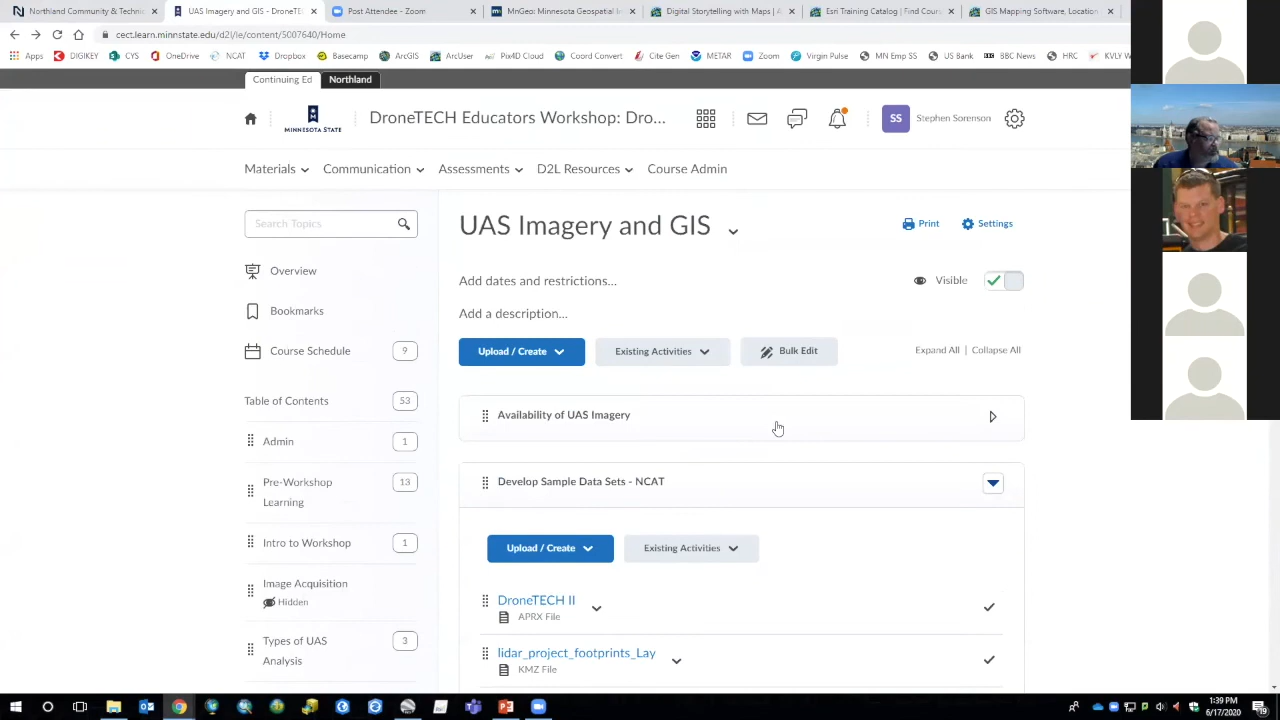 Northland Community & Technic
UAS Imagery and GIS - DroneTEC
Post Attendee - Zoom
MnGeo: Minnesota Geospatial In
Digital Storytelling with Maps | A
Esri Training Catalog | Find Cour
GIS Mapping Software, Location
cect.learn.minnstate.edu/d2l/le/content/5007640/Home
Apps DIGIKEY CYS OneDrive NCAT Dropbox Basecamp ArcGIS ArcUser Pix4D Cloud Coord Convert Cite Gen METAR Zoom Virgin Pulse MN Emp SS US Bank BBC News HRC KVLY W
Continuing Ed Northland
MINNESOTA STATE
DroneTECH Educators Workshop: Dro...
SS Stephen Sorenson
Materials Communication Assessments D2L Resources Course Admin
Search Topics
UAS Imagery and GIS
Print Settings
Overview
Add dates and restrictions...
Visible
Bookmarks
Add a description...
Course Schedule 9
Upload / Create Existing Activities Bulk Edit
Expand All | Collapse All
Table of Contents 53
Availability of UAS Imagery
Admin 1
Pre-Workshop Learning 13
Develop Sample Data Sets - NCAT
Intro to Workshop 1
Upload / Create Existing Activities
Image Acquisition
Hidden
DroneTECH II
APRX File
Types of UAS
Analysis 3
lidar_project_footprints_Lay
KMZ File
1:39 PM
6/17/2020
19